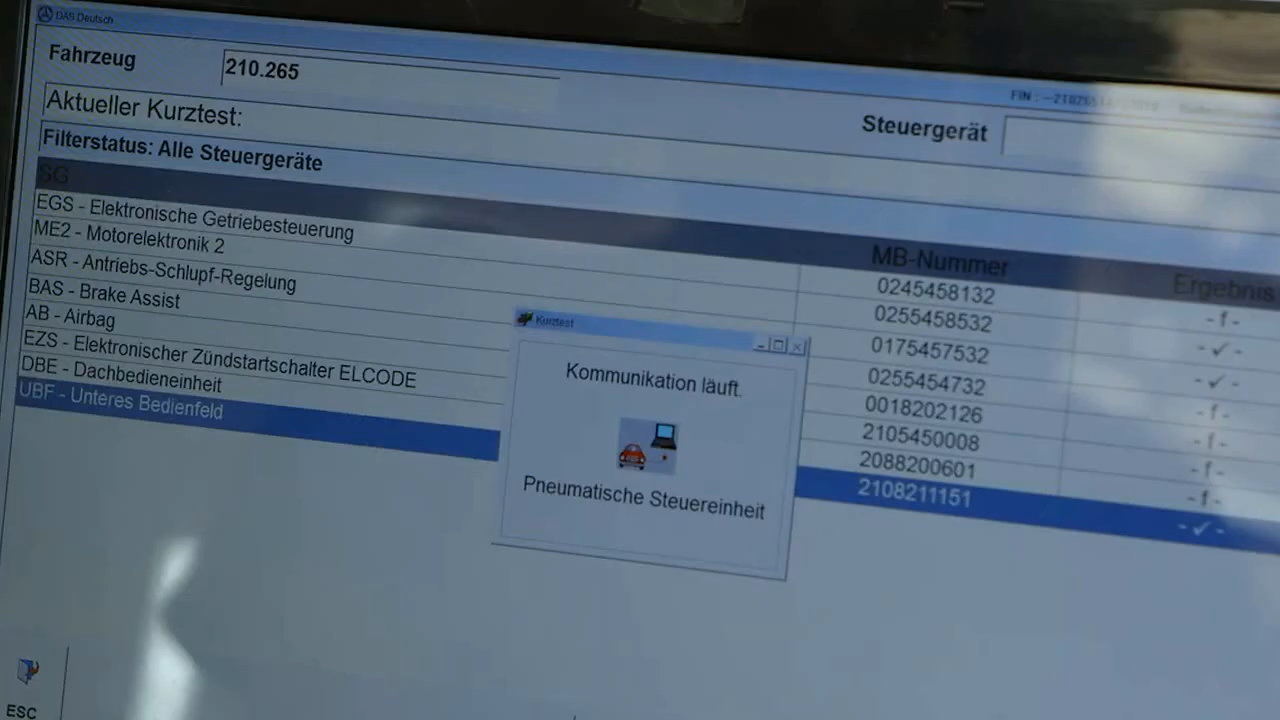 DAS Deutsch
Fahrzeug
210.265
FIN :
Aktueller Kurztest:
Steuergerät
Filterstatus: Alle Steuergeräte
SG
MB-Nummer
Ergebnis
EGS - Elektronische Getriebesteuerung
0245458132
- f -
ME2 - Motorelektronik 2
0255458532
- ✓ -
ASR - Antriebs-Schlupf-Regelung
0175457532
- ✓ -
BAS - Brake Assist
0255454732
- f -
AB - Airbag
0018202126
- f -
EZS - Elektronischer Zündstartschalter ELCODE
2105450008
- f -
DBE - Dachbedieneinheit
2088200601
- f -
UBF - Unteres Bedienfeld
2108211151
- ✓ -
Kurztest
Kommunikation läuft.
Pneumatische Steuereinheit
ESC